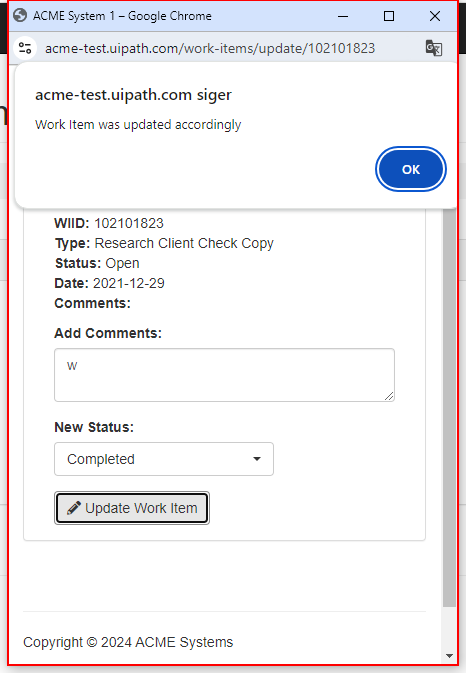 ACME System 1 – Google Chrome
acme-test.uipath.com/work-items/update/102101823
acme-test.uipath.com siger
Work Item was updated accordingly
OK
WIID: 102101823
Type: Research Client Check Copy
Status: Open
Date: 2021-12-29
Comments:
Add Comments:
w
New Status:
Completed
Update Work Item
Copyright © 2024 ACME Systems